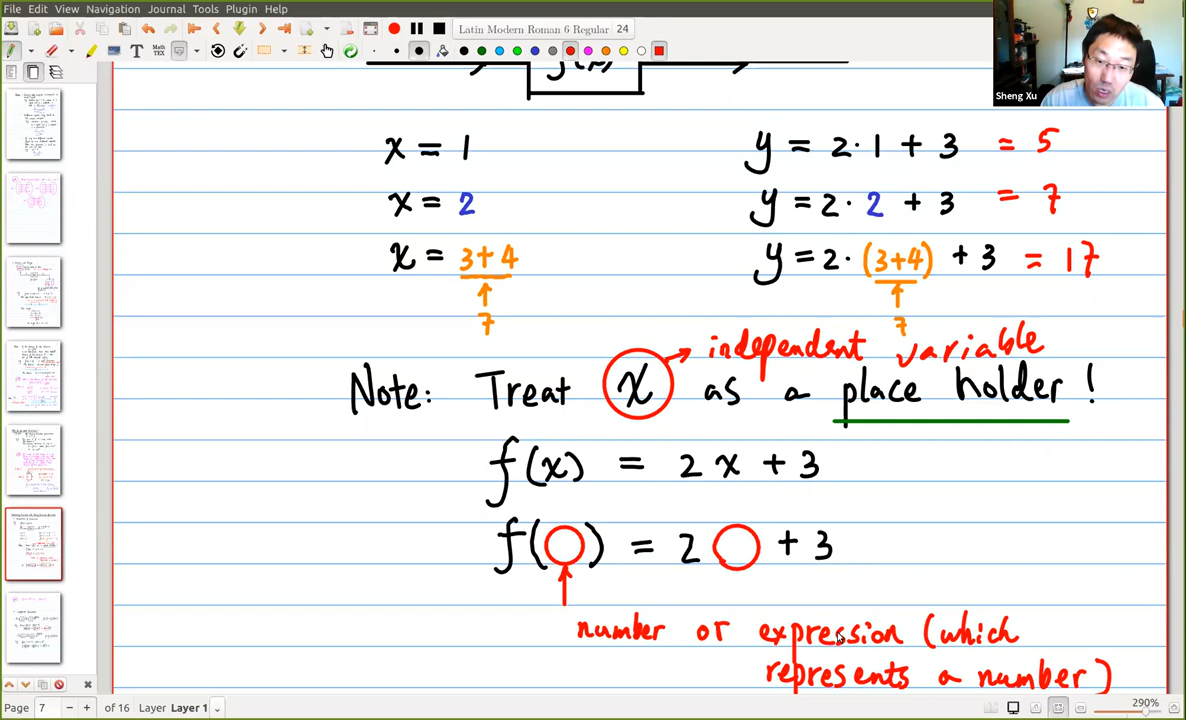 File Edit View Navigation Journal Tools Plugin Help
Latin Modern Roman 6 Regular 24
Sheng Xu
f(x)
x = 1 y = 2 · 1 + 3 = 5
x = 2 y = 2 · 2 + 3 = 7
x = 3+4 y = 2 · (3+4) + 3 = 17
7 7
independent variable
Note: Treat x as a place holder !
f(x) = 2x + 3
f(○) = 2 ○ + 3
number or expression (which
represents a number)
Page 7 of 16 Layer Layer 1 290%